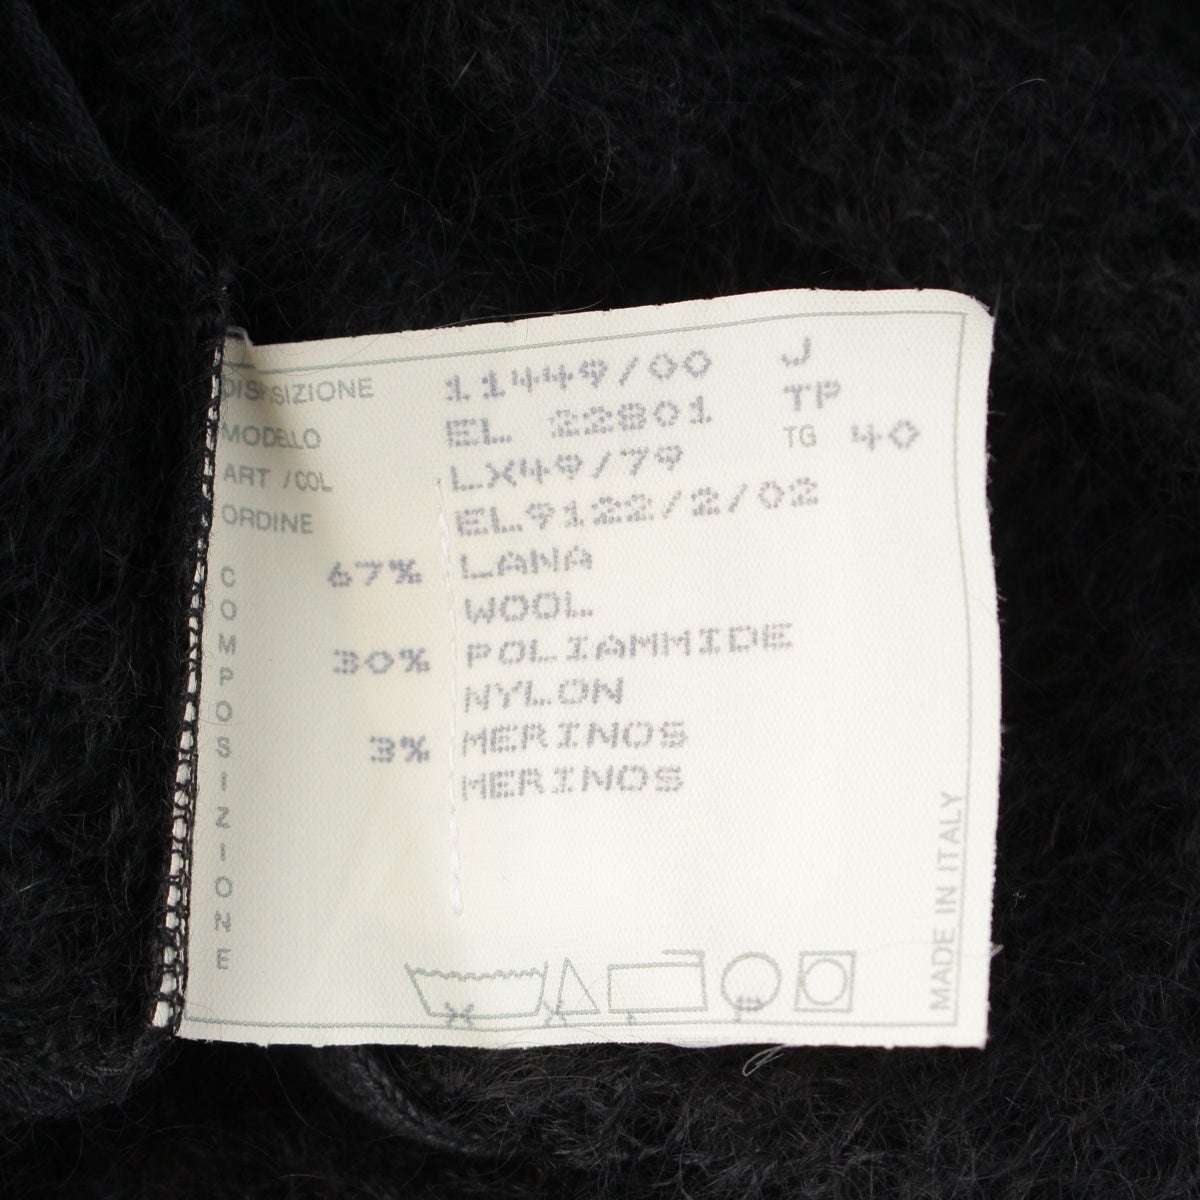 DISPOSIZIONE 11449/00 J
MODELLO EL 22801 TP
ART /COL LX49/79 TG 40
ORDINE EL9122/2/02
COMPOSIZIONE
67% LANA
WOOL
30% POLIAMMIDE
NYLON
3% MERINOS
MERINOS
X X . P
MADE IN ITALY